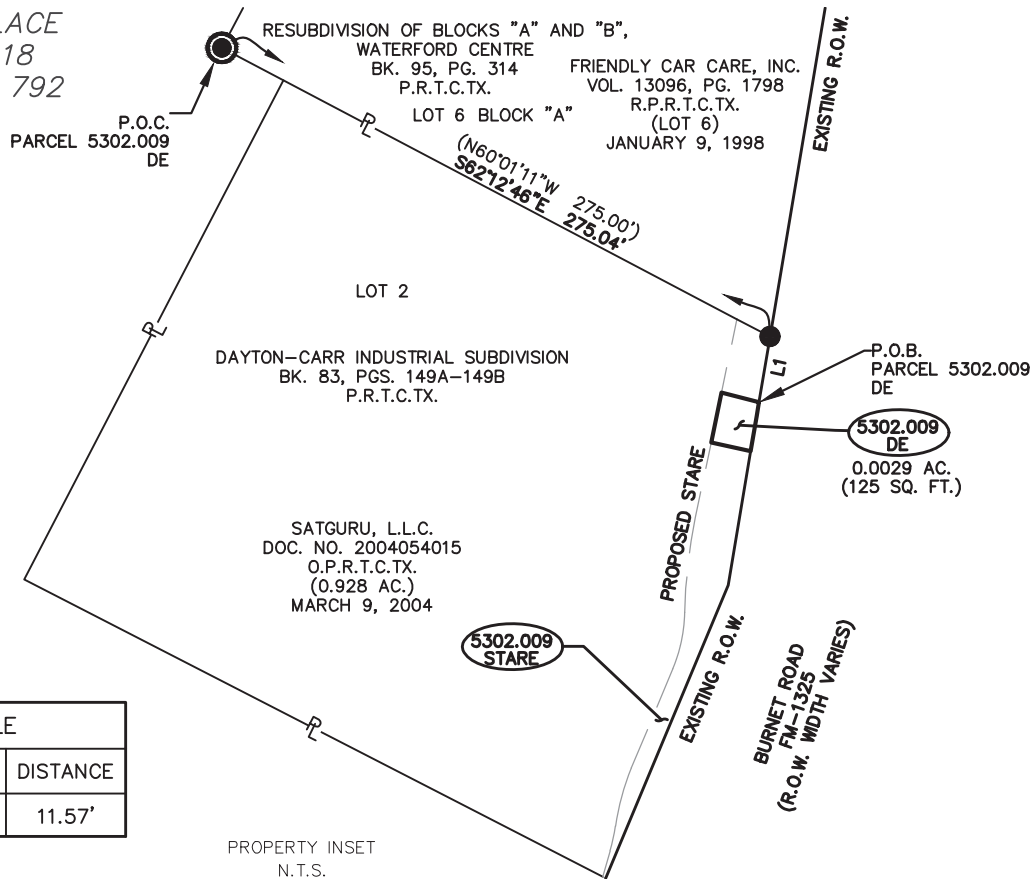 LACE
18
792
RESUBDIVISION OF BLOCKS "A" AND "B",
WATERFORD CENTRE
BK. 95, PG. 314
P.R.T.C.TX.
LOT 6 BLOCK "A"
FRIENDLY CAR CARE, INC.
VOL. 13096, PG. 1798
R.P.R.T.C.TX.
(LOT 6)
JANUARY 9, 1998
EXISTING R.O.W.
P.O.C.
PARCEL 5302.009
DE
PL
(N60°01'11"W 275.00')
S62°12'46"E 275.04'
LOT 2
PL
DAYTON-CARR INDUSTRIAL SUBDIVISION
BK. 83, PGS. 149A-149B
P.R.T.C.TX.
L1
P.O.B.
PARCEL 5302.009
DE
5302.009
DE
0.0029 AC.
(125 SQ. FT.)
PROPOSED STARE
SATGURU, L.L.C.
DOC. NO. 2004054015
O.P.R.T.C.TX.
(0.928 AC.)
MARCH 9, 2004
5302.009
STARE
EXISTING R.O.W.
BURNET ROAD
FM-1325
(R.O.W. WIDTH VARIES)
PL
LE
DISTANCE
11.57'
PROPERTY INSET
N.T.S.